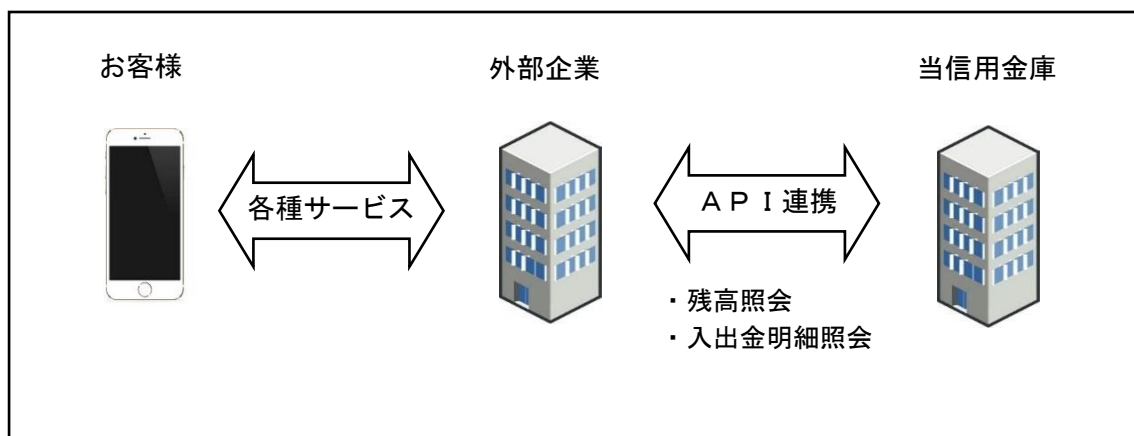 お客様
外部企業
当信用金庫
各種サービス
ＡＰＩ連携
・残高照会
・入出金明細照会